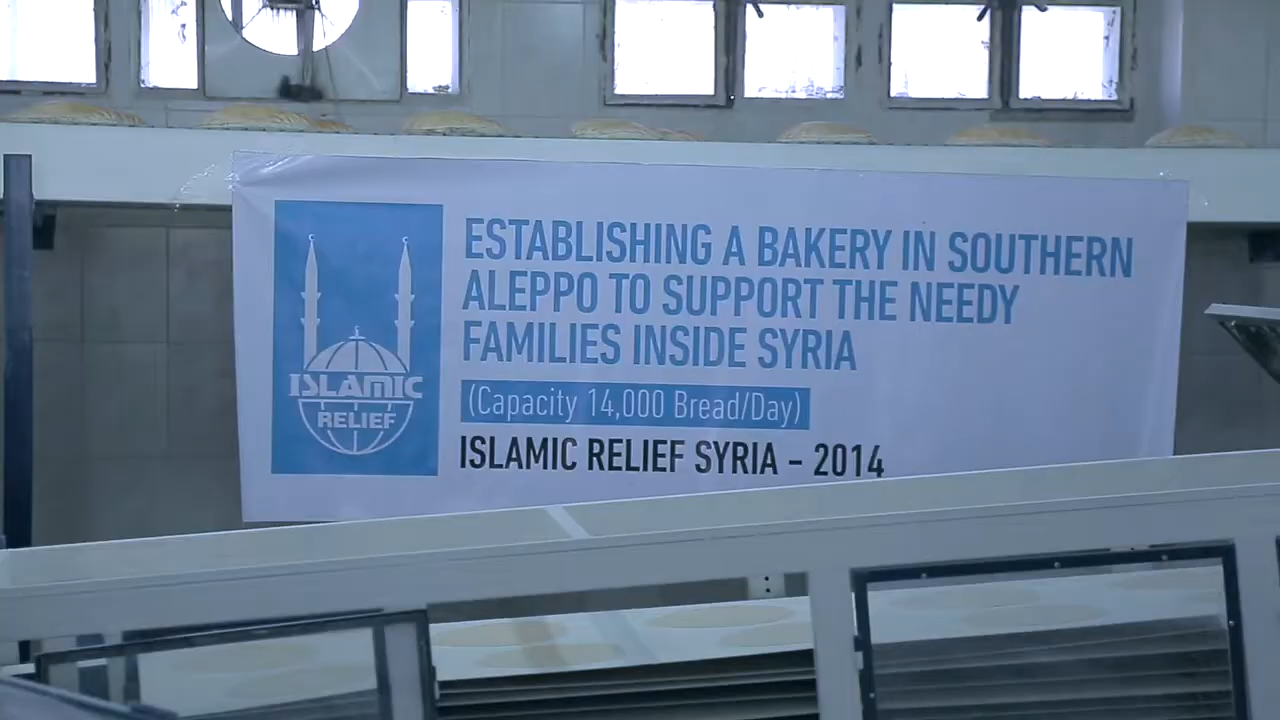 ESTABLISHING A BAKERY IN SOUTHERN
ALEPPO TO SUPPORT THE NEEDY
FAMILIES INSIDE SYRIA
(Capacity 14,000 Bread/Day)
ISLAMIC RELIEF SYRIA – 2014
ISLAMIC
RELIEF